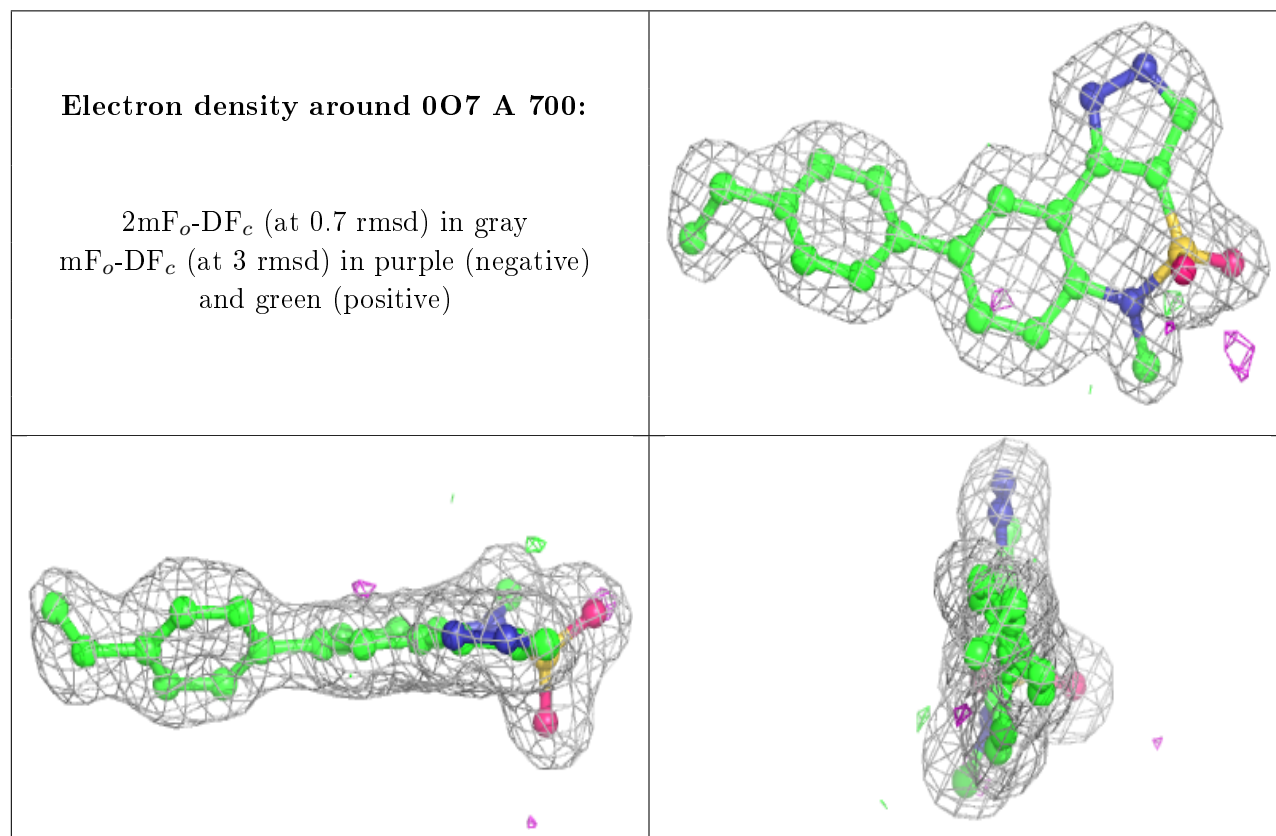 Electron density around 0O7 A 700:
2mFo-DFc (at 0.7 rmsd) in gray
mFo-DFc (at 3 rmsd) in purple (negative)
and green (positive)